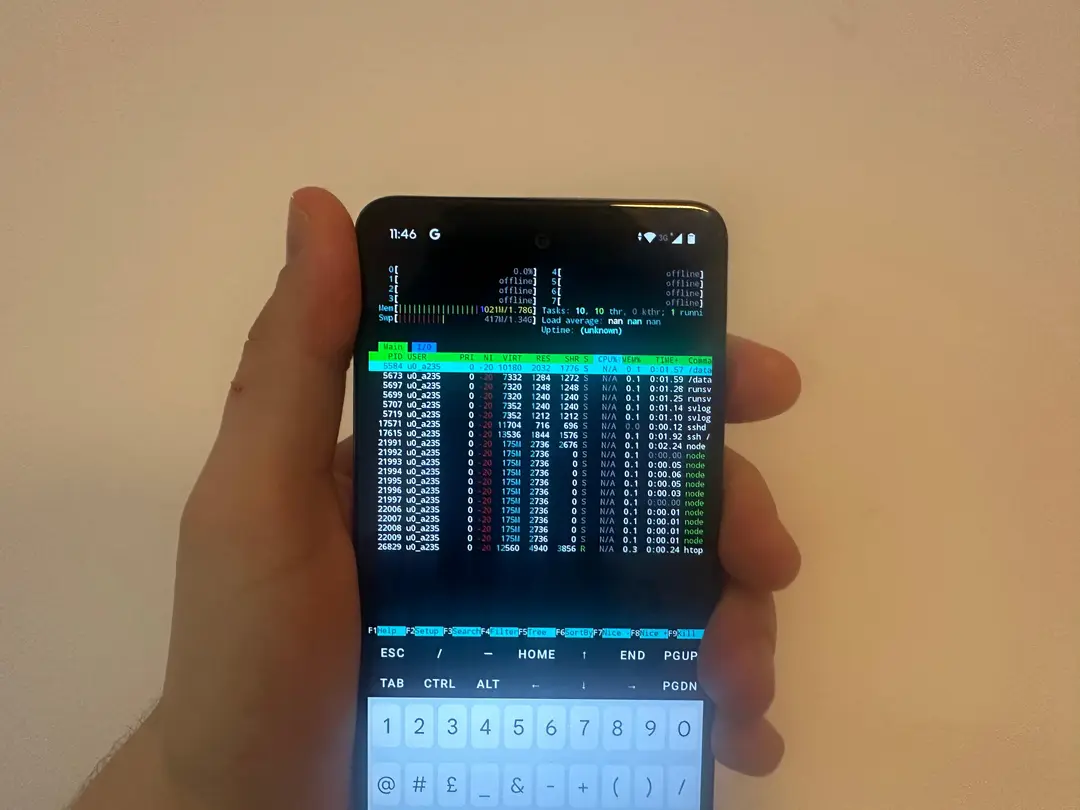 11:46 G 3G
0[ 0.0%] 4[ offline]
1[ offline] 5[ offline]
2[ offline] 6[ offline]
3[ offline] 7[ offline]
Mem[||||||||||||||||||1021M/1.78G] Tasks: 10, 10 thr, 0 kthr; 1 runni
Swp[|||||||||| 417M/1.34G] Load average: nan nan nan
Uptime: (unknown)
Main I/O
PID USER PRI NI VIRT RES SHR S CPU% MEM% TIME+ Comma
5584 u0_a235 0 -20 10180 2032 1776 S N/A 0.1 0:01.57 /data
5673 u0_a235 0 -20 7332 1284 1272 S N/A 0.1 0:01.59 /data
5697 u0_a235 0 -20 7320 1248 1248 S N/A 0.1 0:01.28 runsv
5699 u0_a235 0 -20 7320 1240 1240 S N/A 0.1 0:01.25 runsv
5707 u0_a235 0 -20 7352 1240 1240 S N/A 0.1 0:01.14 svlog
5719 u0_a235 0 -20 7352 1212 1212 S N/A 0.1 0:01.10 svlog
17571 u0_a235 0 -20 11704 716 696 S N/A 0.0 0:00.12 sshd
17615 u0_a235 0 -20 13536 1844 1576 S N/A 0.1 0:01.92 ssh /
21991 u0_a235 0 -20 175M 2736 2676 S N/A 0.1 0:02.24 node
21992 u0_a235 0 -20 175M 2736 0 S N/A 0.1 0:00.00 node
21993 u0_a235 0 -20 175M 2736 0 S N/A 0.1 0:00.05 node
21994 u0_a235 0 -20 175M 2736 0 S N/A 0.1 0:00.06 node
21995 u0_a235 0 -20 175M 2736 0 S N/A 0.1 0:00.05 node
21996 u0_a235 0 -20 175M 2736 0 S N/A 0.1 0:00.03 node
21997 u0_a235 0 -20 175M 2736 0 S N/A 0.1 0:00.00 node
22006 u0_a235 0 -20 175M 2736 0 S N/A 0.1 0:00.01 node
22007 u0_a235 0 -20 175M 2736 0 S N/A 0.1 0:00.01 node
22008 u0_a235 0 -20 175M 2736 0 S N/A 0.1 0:00.01 node
22009 u0_a235 0 -20 175M 2736 0 S N/A 0.1 0:00.01 node
26829 u0_a235 0 -20 12560 4940 3856 R N/A 0.3 0:00.24 htop
F1Help F2Setup F3Search F4Filter F5Tree F6SortBy F7Nice - F8Nice + F9Kill
ESC / — HOME ↑ END PGUP
TAB CTRL ALT ← ↓ → PGDN
1 2 3 4 5 6 7 8 9 0
@ # £ _ & - + ( ) /